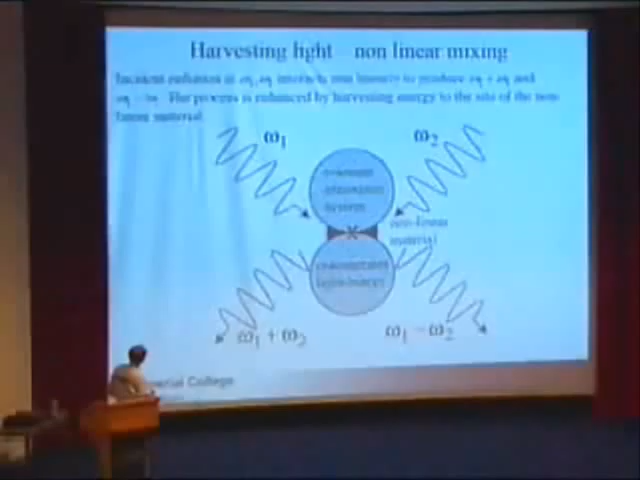 Harvesting light non linear mixing
Incident radiation at ω₁, ω₂ interacts non linearly to produce ω₁ + ω₂ and
ω₁ − ω₂. The process is enhanced by harvesting energy to the site of the non-
linear material.
ω₁
ω₂
system
non-linear
material
ω₁ + ω₂
ω₁ − ω₂
College